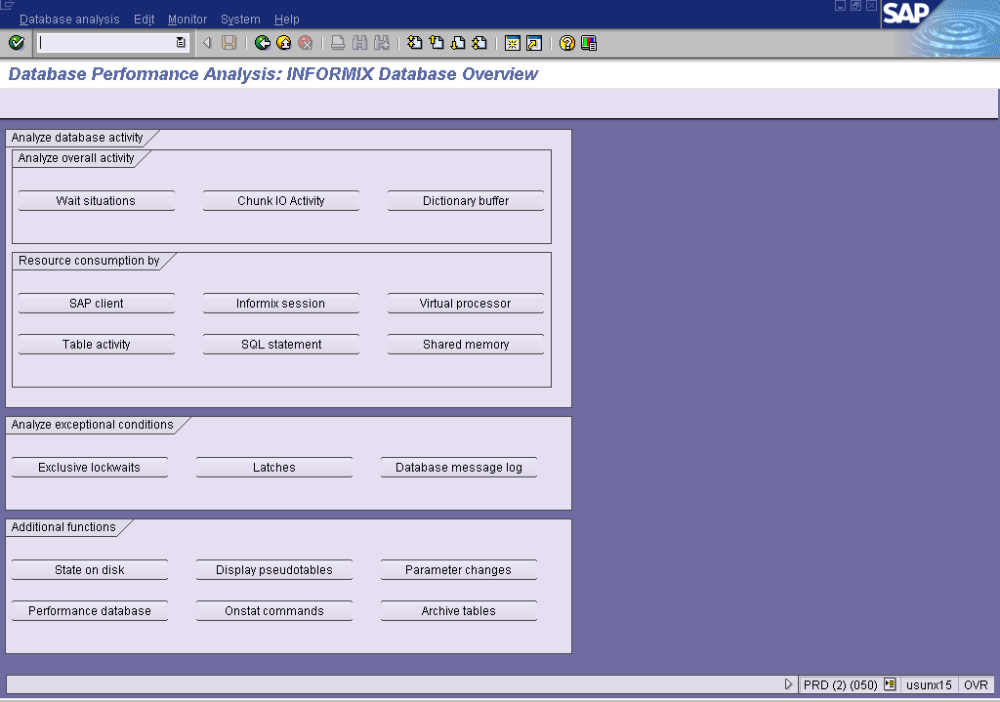 Database analysis Edit Monitor System Help
SAP
Database Performance Analysis: INFORMIX Database Overview
Analyze database activity
Analyze overall activity
Wait situations Chunk IO Activity Dictionary buffer
Resource consumption by
SAP client Informix session Virtual processor
Table activity SQL statement Shared memory
Analyze exceptional conditions
Exclusive lockwaits Latches Database message log
Additional functions
State on disk Display pseudotables Parameter changes
Performance database Onstat commands Archive tables
PRD (2) (050) usunx15 OVR